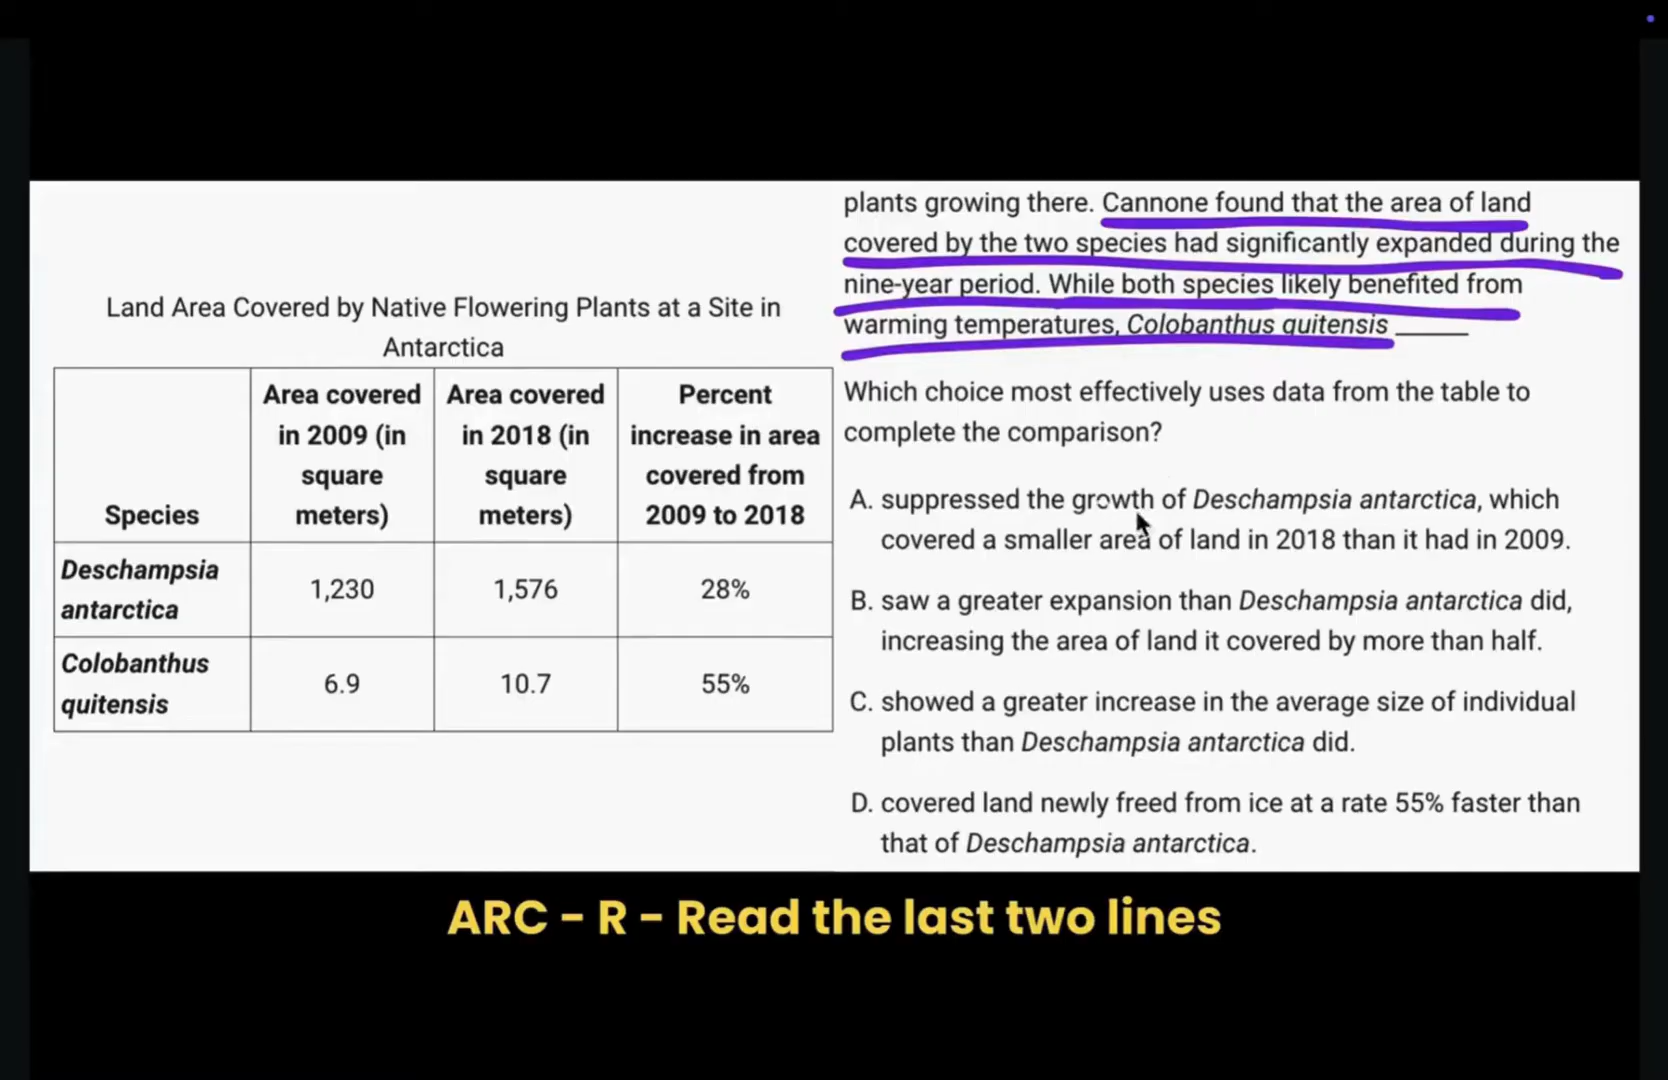 Land Area Covered by Native Flowering Plants at a Site in
Antarctica
Species
Area covered
in 2009 (in
square
meters)
Area covered
in 2018 (in
square
meters)
Percent
increase in area
covered from
2009 to 2018
Deschampsia
antarctica
1,230
1,576
28%
Colobanthus
quitensis
6.9
10.7
55%
plants growing there. Cannone found that the area of land
covered by the two species had significantly expanded during the
nine-year period. While both species likely benefited from
warming temperatures, Colobanthus quitensis ______
Which choice most effectively uses data from the table to
complete the comparison?
A. suppressed the growth of Deschampsia antarctica, which
covered a smaller area of land in 2018 than it had in 2009.
B. saw a greater expansion than Deschampsia antarctica did,
increasing the area of land it covered by more than half.
C. showed a greater increase in the average size of individual
plants than Deschampsia antarctica did.
D. covered land newly freed from ice at a rate 55% faster than
that of Deschampsia antarctica.
ARC - R - Read the last two lines